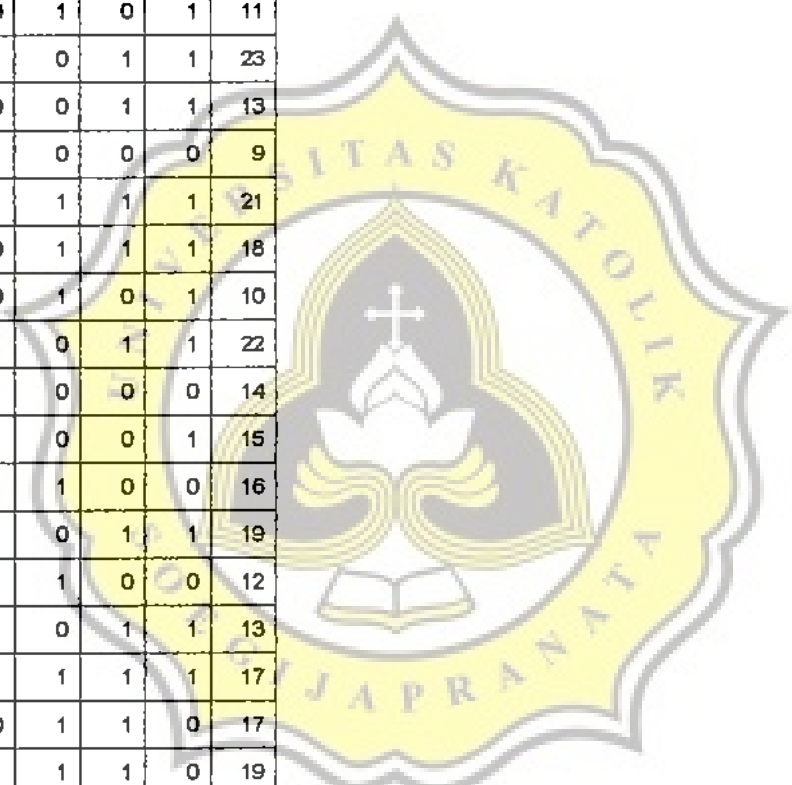 1 0 1 11
0 1 1 23
0 1 1 13
0 0 0 9
1 1 1 21
1 1 1 18
1 0 1 10
0 1 1 22
0 0 0 14
0 0 1 15
1 0 0 16
0 1 1 19
1 0 0 12
0 1 1 13
1 1 1 17
1 1 0 17
1 1 0 19
UNIVERSITAS KATOLIK
SOEGIJAPRANATA